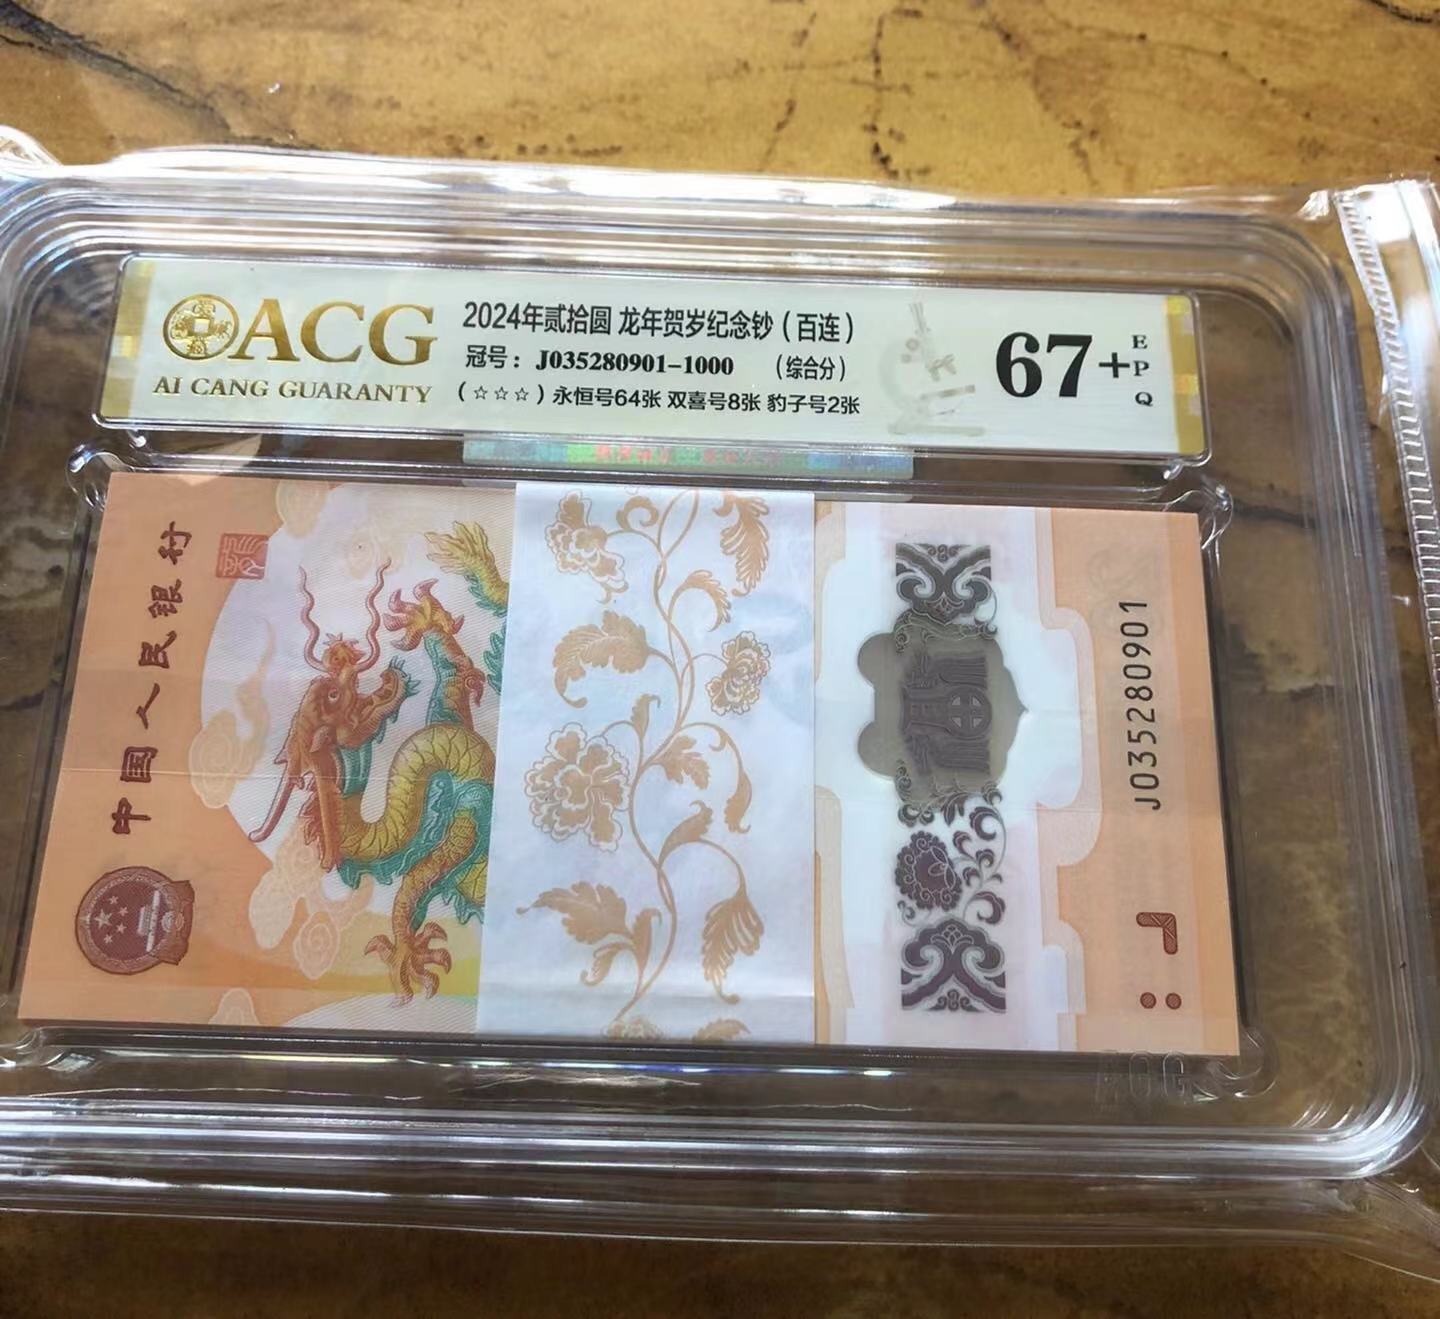 ACG
AI CANG GUARANTY
2024年贰拾圆 龙年贺岁纪念钞（百连）
冠号：J035280901-1000 （综合分）
（☆☆☆）永恒号64张 双喜号8张 豹子号2张
67+
EPQ
中国人民银行
J035280901
ACG